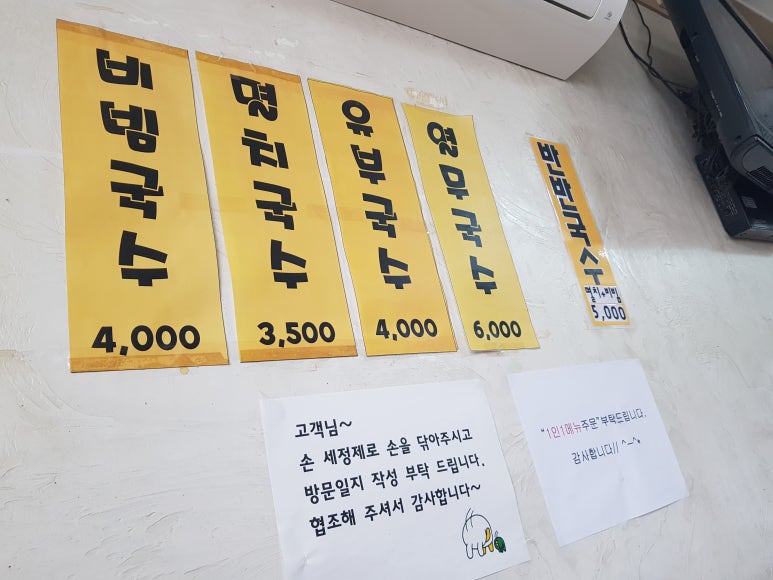 비빔국수
4,000
멸치국수
3,500
유부국수
4,000
열무국수
6,000
반반국수
멸치+비빔
5,000
고객님~
손 세정제로 손을 닦아주시고
방문일지 작성 부탁 드립니다.
협조해 주셔서 감사합니다~
"1인1메뉴주문"부탁드립니다.
감사합니다// ^~^*